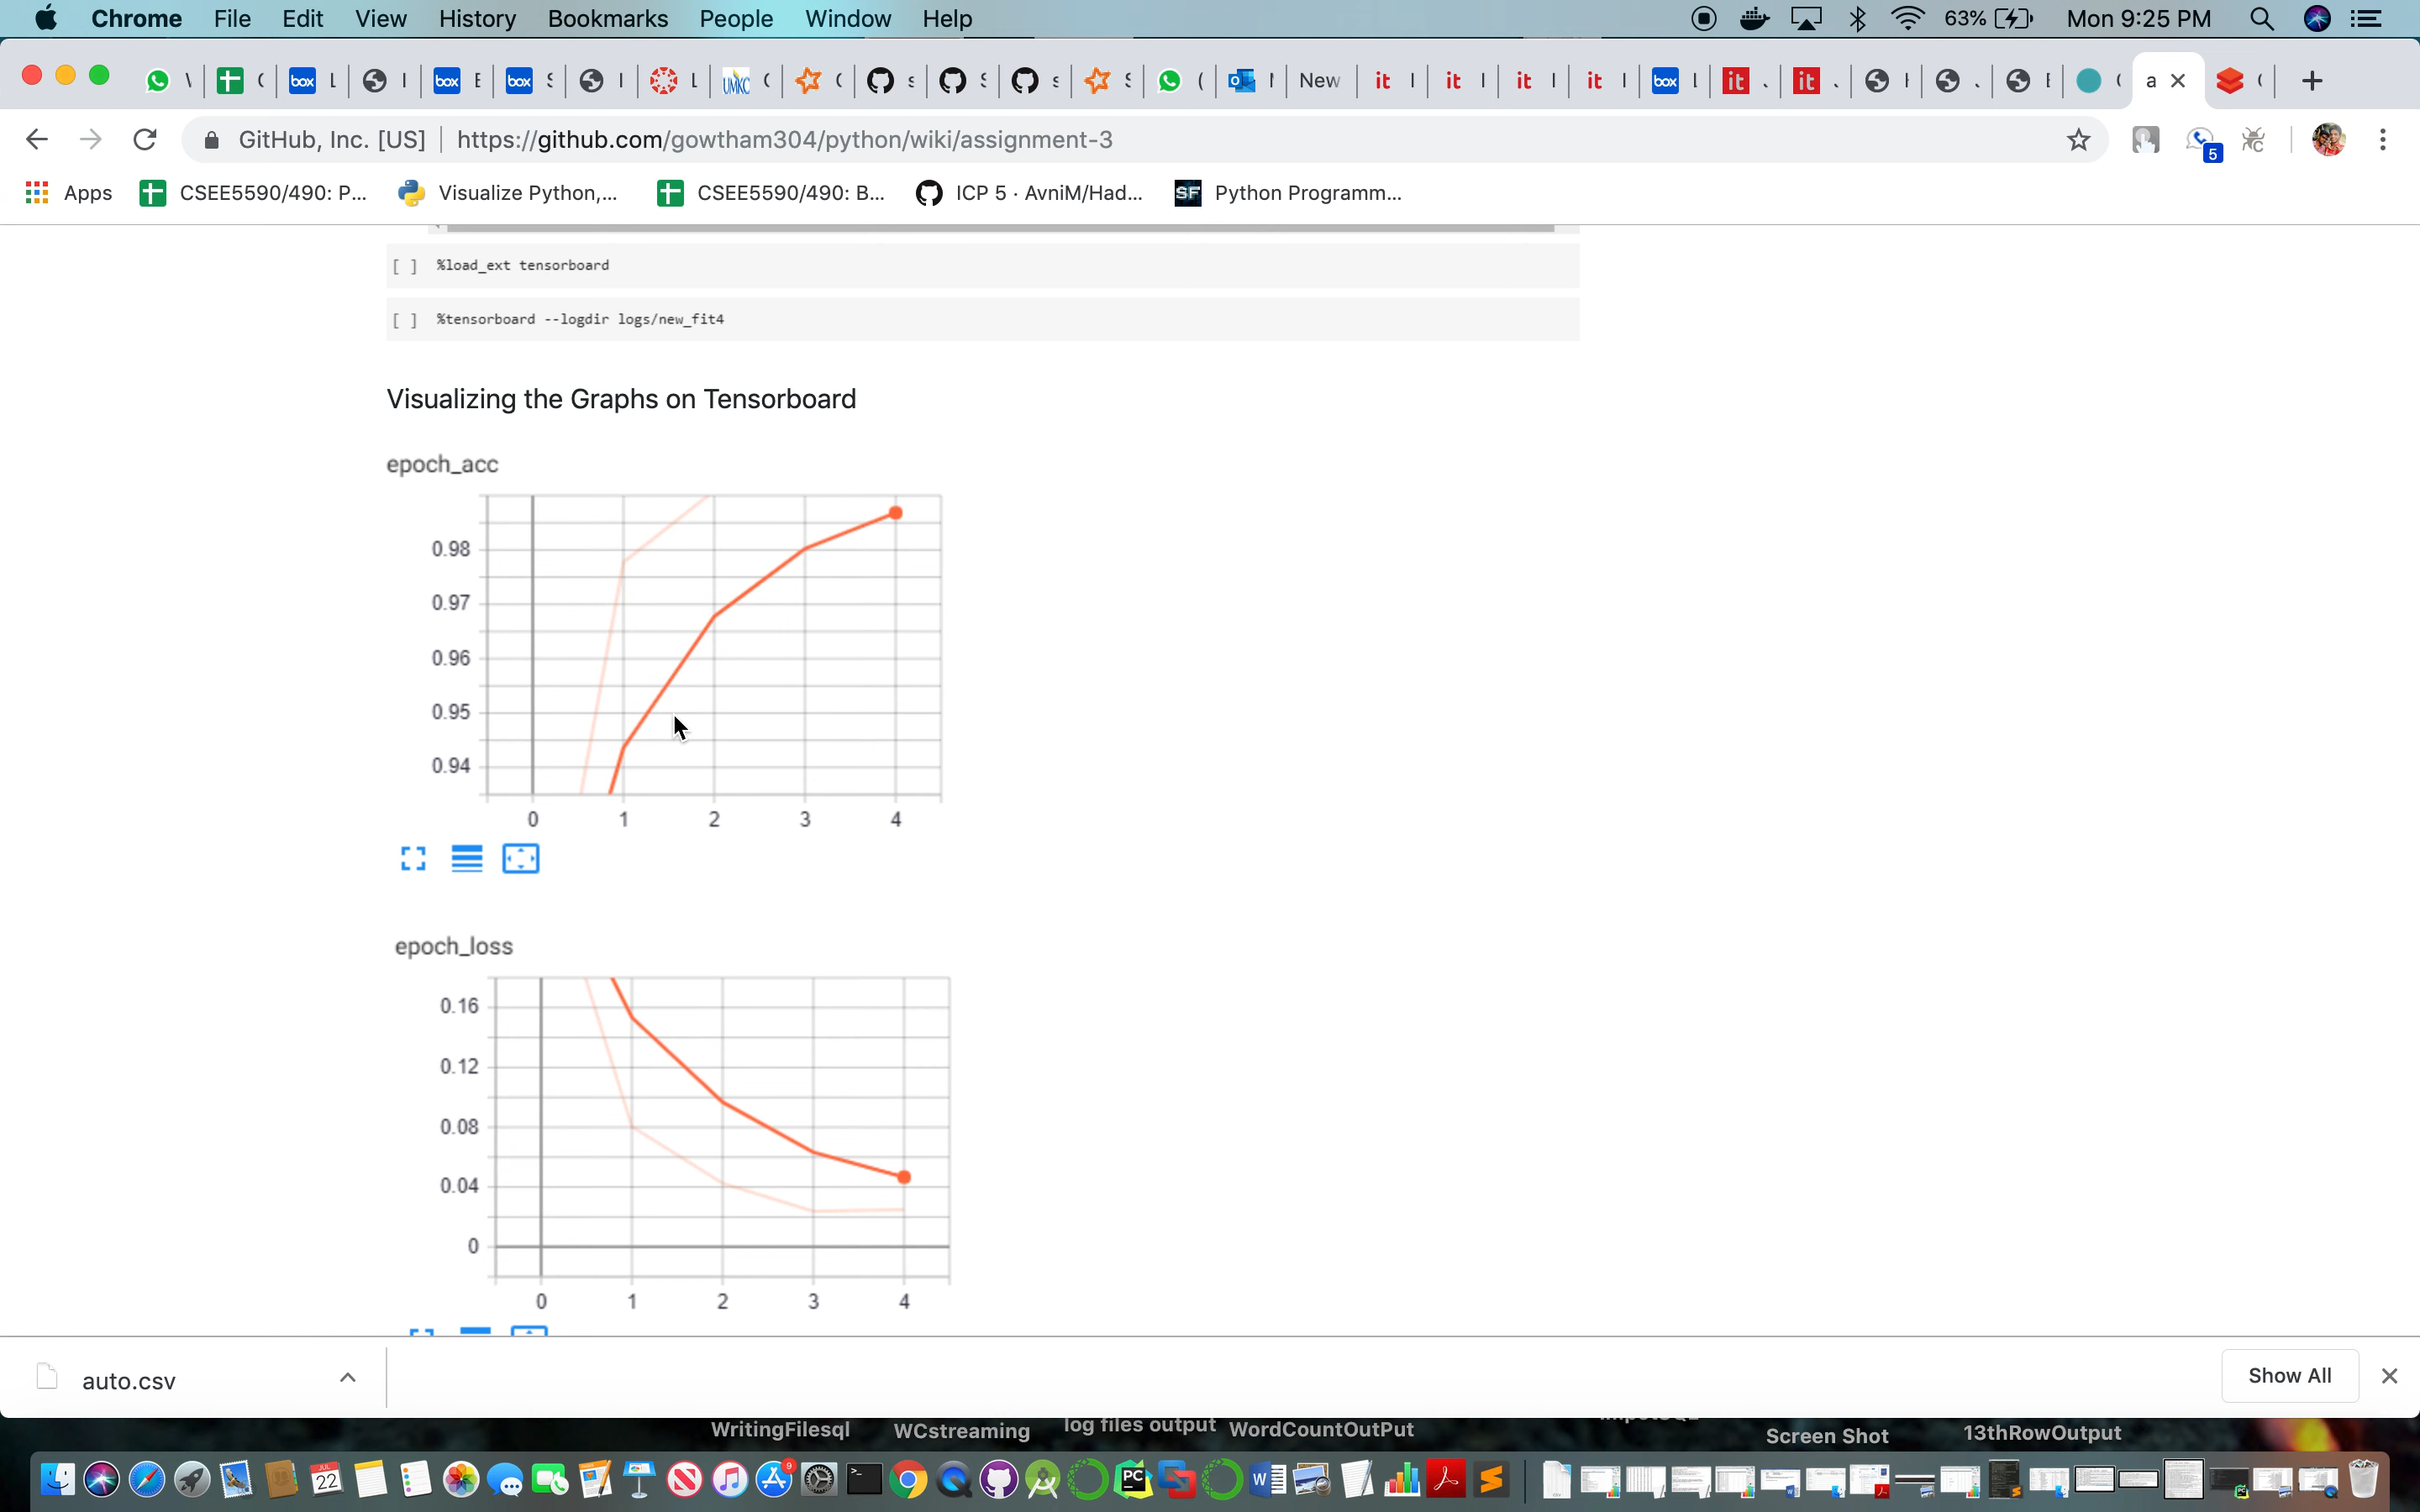 Chrome File Edit View History Bookmarks People Window Help 63% Mon 9:25 PM
New
GitHub, Inc. [US] https://github.com/gowtham304/python/wiki/assignment-3
5
Apps CSEE5590/490: P... Visualize Python,... CSEE5590/490: B... ICP 5 · AvniM/Had... Python Programm...
[ ] %load_ext tensorboard
[ ] %tensorboard --logdir logs/new_fit4
Visualizing the Graphs on Tensorboard
epoch_acc
0.98
0.97
0.96
0.95
0.94
0 1 2 3 4
epoch_loss
0.16
0.12
0.08
0.04
0
0 1 2 3 4
auto.csv Show All
WritingFilesql WCstreaming log files output WordCountOutPut Screen Shot 13thRowOutput
JUL
22
9